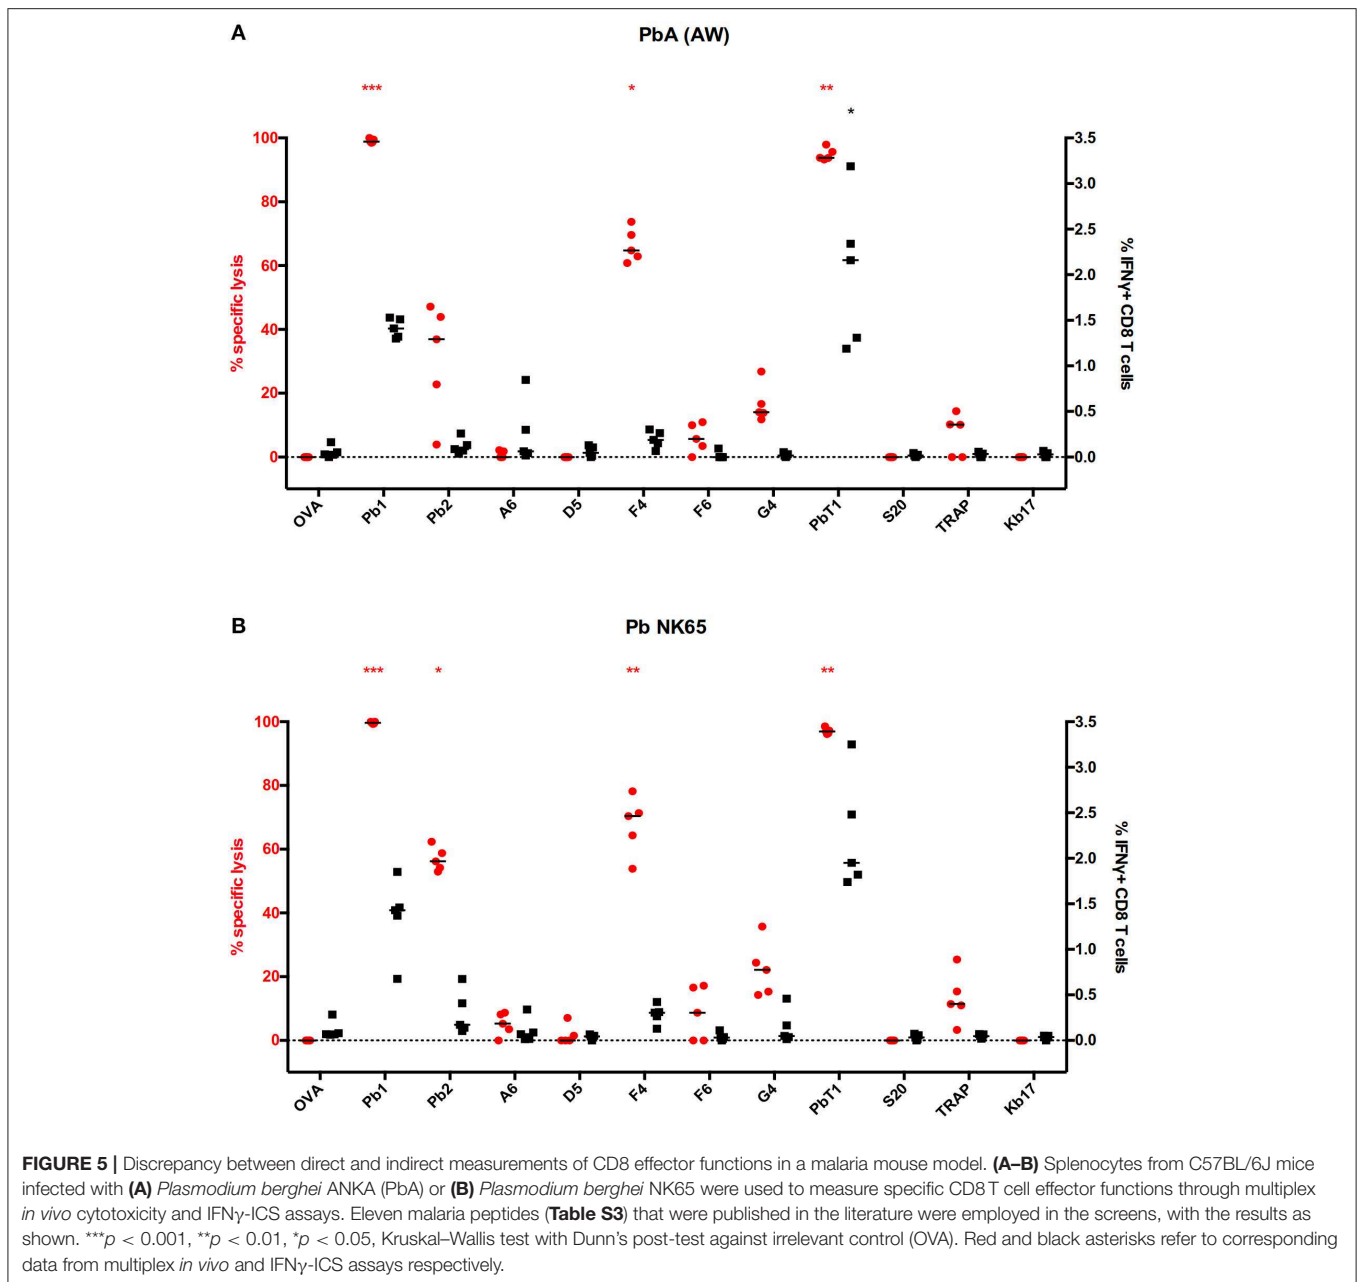 A
PbA (AW)
*** * **
*
100
80
60
40
20
0
% specific lysis
3.5
3.0
2.5
2.0
1.5
1.0
0.5
0.0
% IFNγ+ CD8 T cells
OVA Pb1 Pb2 A6 D5 F4 F6 G4 PbT1 S20 TRAP Kb17
B
Pb NK65
*** * ** **
100
80
60
40
20
0
% specific lysis
3.5
3.0
2.5
2.0
1.5
1.0
0.5
0.0
% IFNγ+ CD8 T cells
OVA Pb1 Pb2 A6 D5 F4 F6 G4 PbT1 S20 TRAP Kb17
FIGURE 5 | Discrepancy between direct and indirect measurements of CD8 effector functions in a malaria mouse model. (A–B) Splenocytes from C57BL/6J mice
infected with (A) Plasmodium berghei ANKA (PbA) or (B) Plasmodium berghei NK65 were used to measure specific CD8 T cell effector functions through multiplex
in vivo cytotoxicity and IFNγ-ICS assays. Eleven malaria peptides (Table S3) that were published in the literature were employed in the screens, with the results as
shown. ***p < 0.001, **p < 0.01, *p < 0.05, Kruskal–Wallis test with Dunn's post-test against irrelevant control (OVA). Red and black asterisks refer to corresponding
data from multiplex in vivo and IFNγ-ICS assays respectively.